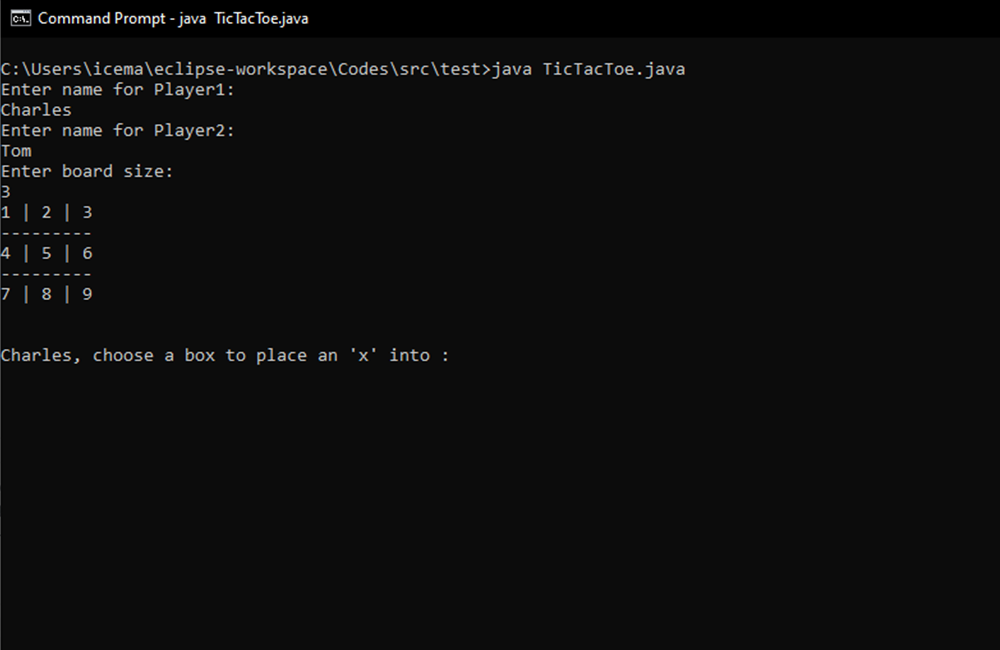 Command Prompt - java  TicTacToe.java
C:\Users\icema\eclipse-workspace\Codes\src\test>java TicTacToe.java
Enter name for Player1:
Charles
Enter name for Player2:
Tom
Enter board size:
3
1 | 2 | 3
---------
4 | 5 | 6
---------
7 | 8 | 9
Charles, choose a box to place an 'x' into :